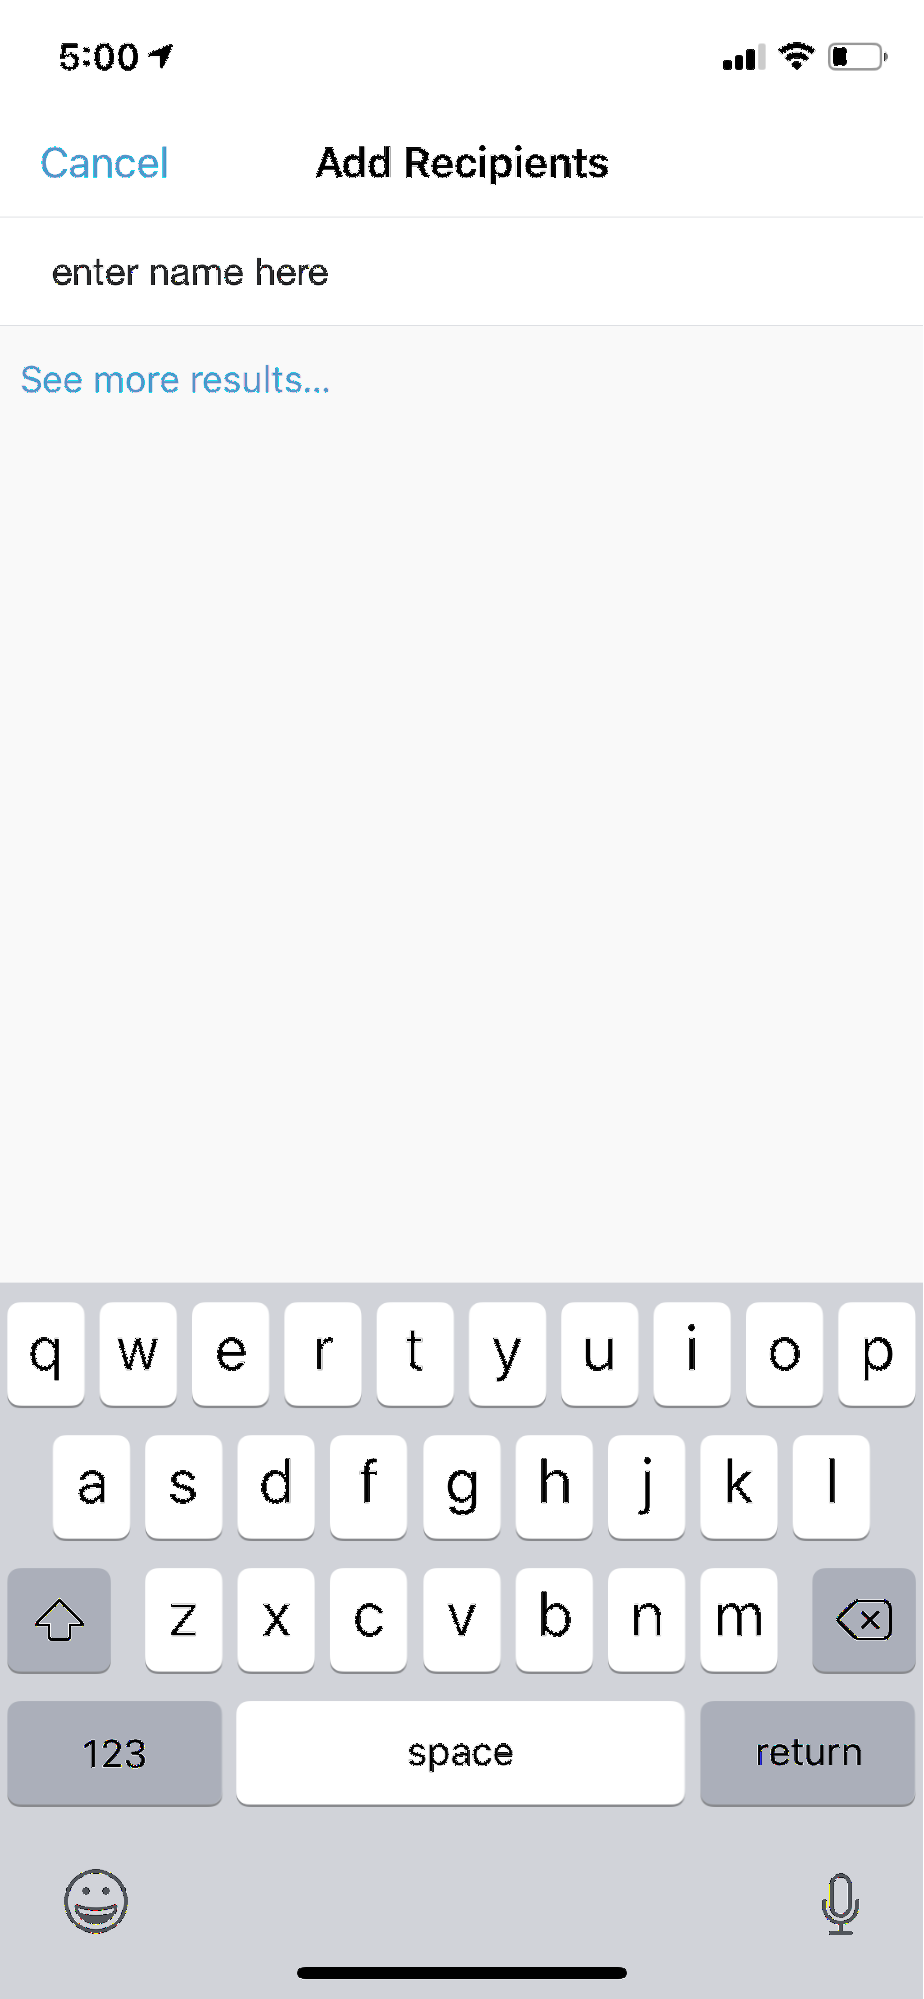 5:00
Cancel Add Recipients
enter name here
See more results...
q w e r t y u i o p
a s d f g h j k l
z x c v b n m
123 space return